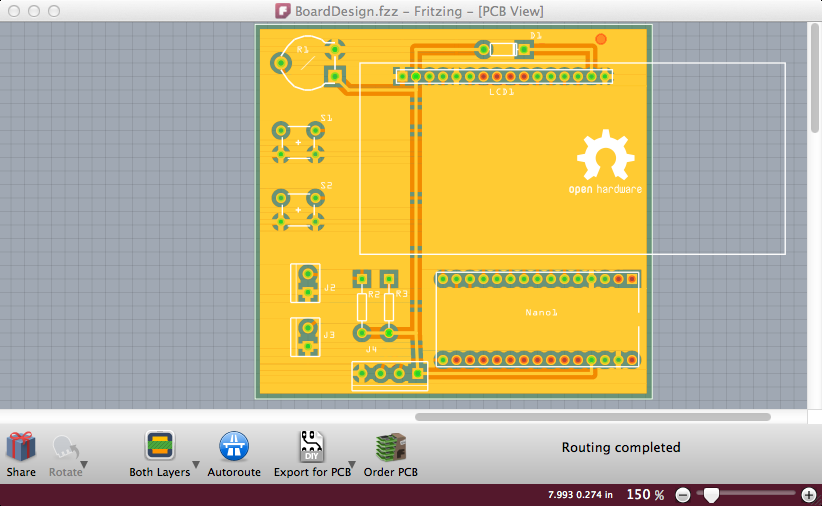 BoardDesign.fzz – Fritzing – [PCB View]
D1
R1
LCD1
S1
open hardware
S2
J2
R2 R3
Nano1
J3
J4
DIY
Share
Rotate
Both Layers
Autoroute
Export for PCB
Order PCB
Routing completed
7.993 0.274 in
150 %